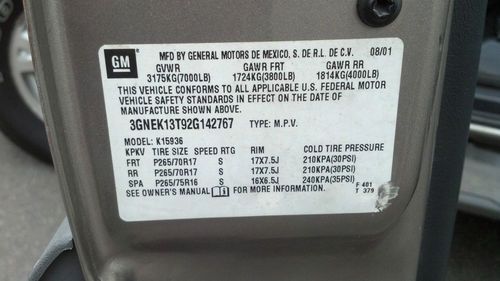 GM
MFD BY GENERAL MOTORS DE MEXICO, S. DE R.L. DE C.V. 08/01
GVWR GAWR FRT GAWR RR
3175KG(7000LB) 1724KG(3800LB) 1814KG(4000LB)
THIS VEHICLE CONFORMS TO ALL APPLICABLE U.S. FEDERAL MOTOR
VEHICLE SAFETY STANDARDS IN EFFECT ON THE DATE OF
MANUFACTURE SHOWN ABOVE.
3GNEK13T92G142767 TYPE: M.P.V.
MODEL: K15936
KPKV TIRE SIZE SPEED RTG RIM COLD TIRE PRESSURE
FRT P265/70R17 S 17X7.5J 210KPA(30PSI)
RR P265/70R17 S 17X7.5J 210KPA(30PSI)
SPA P265/75R16 S 16X6.5J 240KPA(35PSI)
SEE OWNER'S MANUAL FOR MORE INFORMATION F 481
T 379